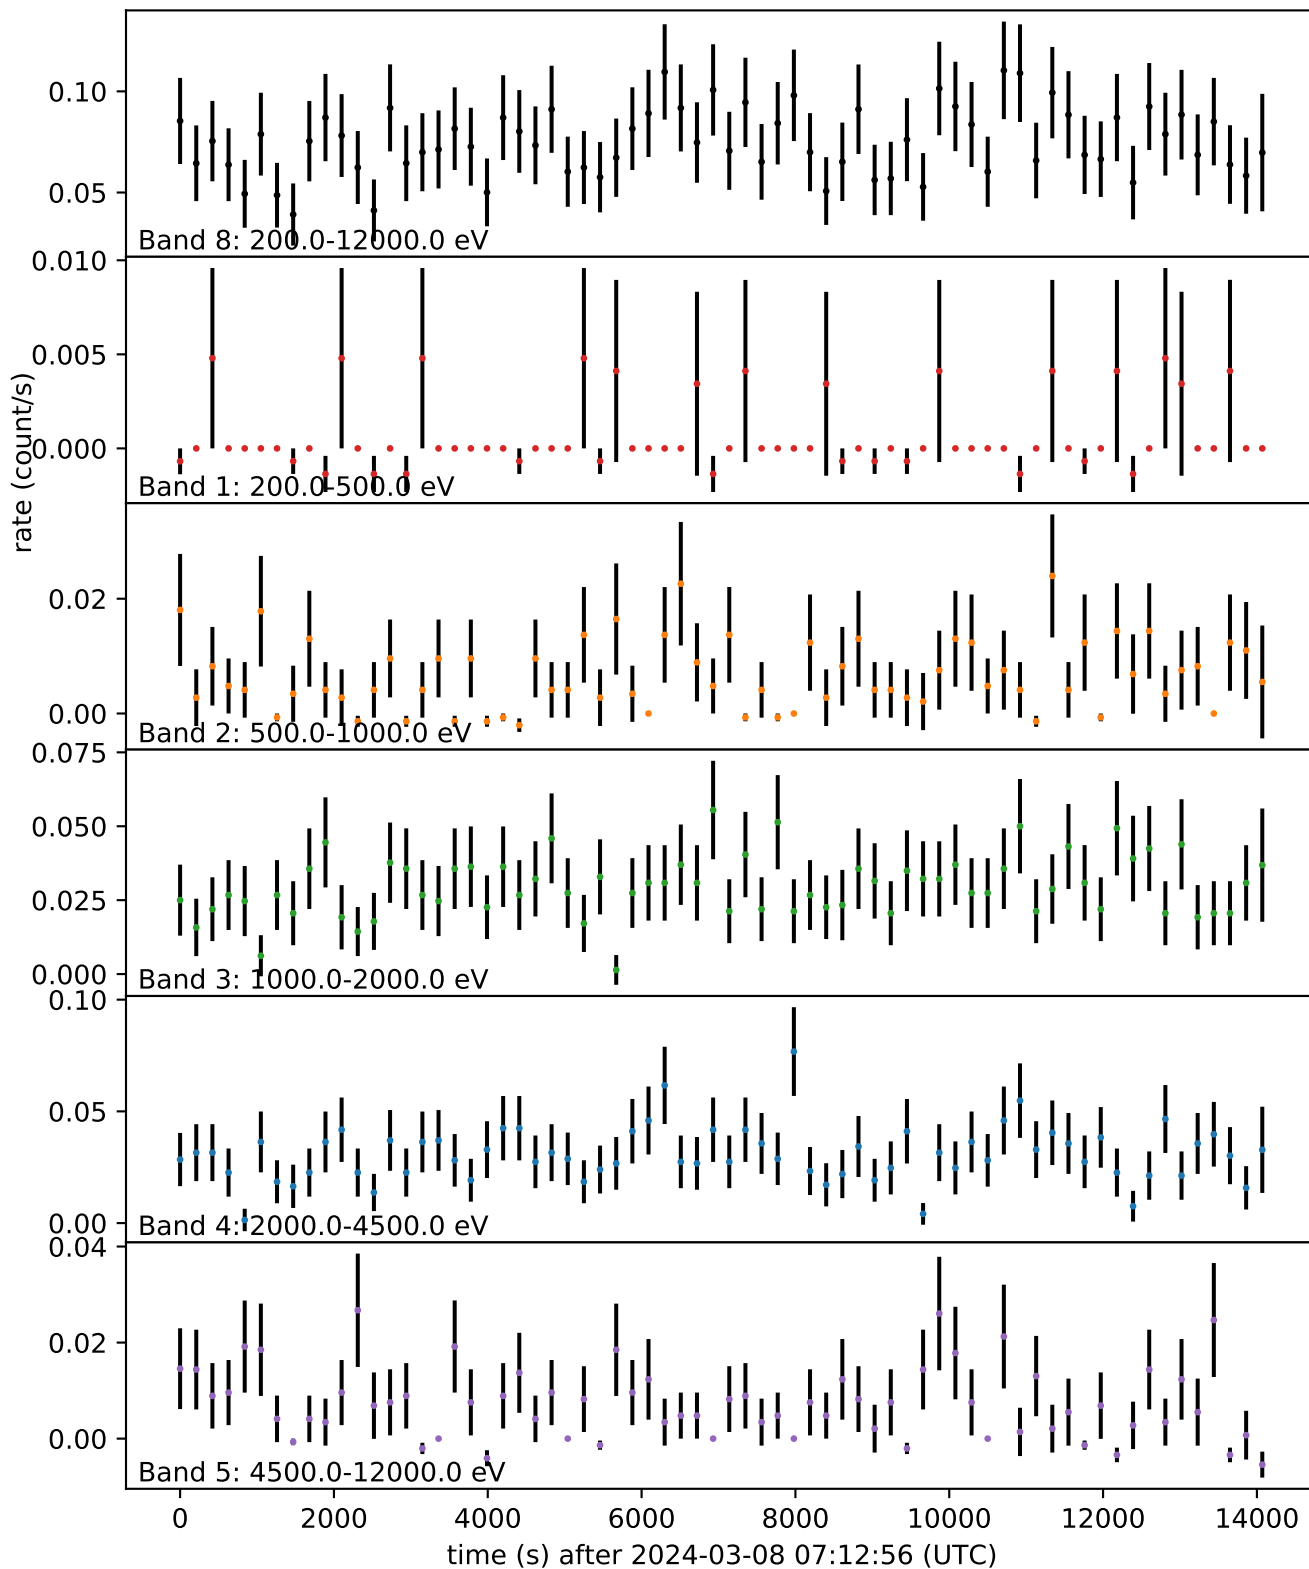 0.10
0.05
Band 8: 200.0-12000.0 eV
0.010
0.005
0.000
Band 1: 200.0-500.0 eV
rate (count/s)
0.02
0.00
Band 2: 500.0-1000.0 eV
0.075
0.050
0.025
0.000
Band 3: 1000.0-2000.0 eV
0.10
0.05
0.00
Band 4: 2000.0-4500.0 eV
0.04
0.02
0.00
Band 5: 4500.0-12000.0 eV
0 2000 4000 6000 8000 10000 12000 14000
time (s) after 2024-03-08 07:12:56 (UTC)